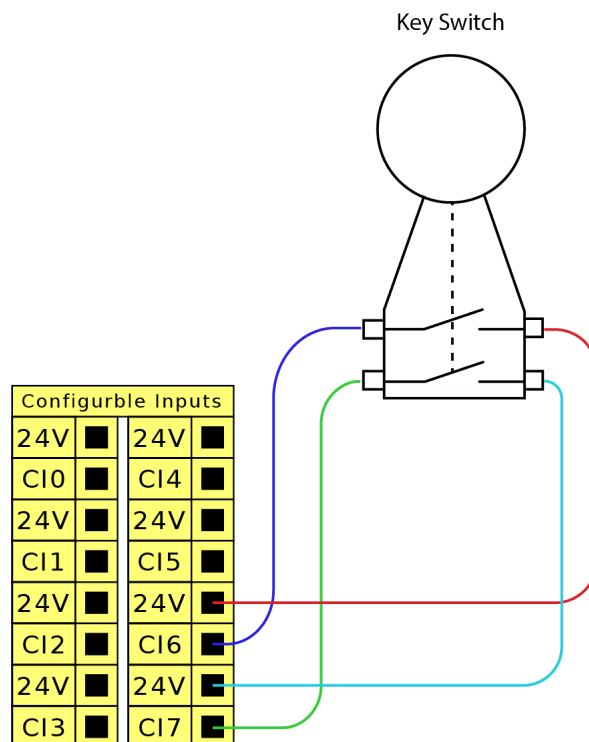 Key Switch
Configurble Inputs
24V 24V
CI0 CI4
24V 24V
CI1 CI5
24V 24V
CI2 CI6
24V 24V
CI3 CI7